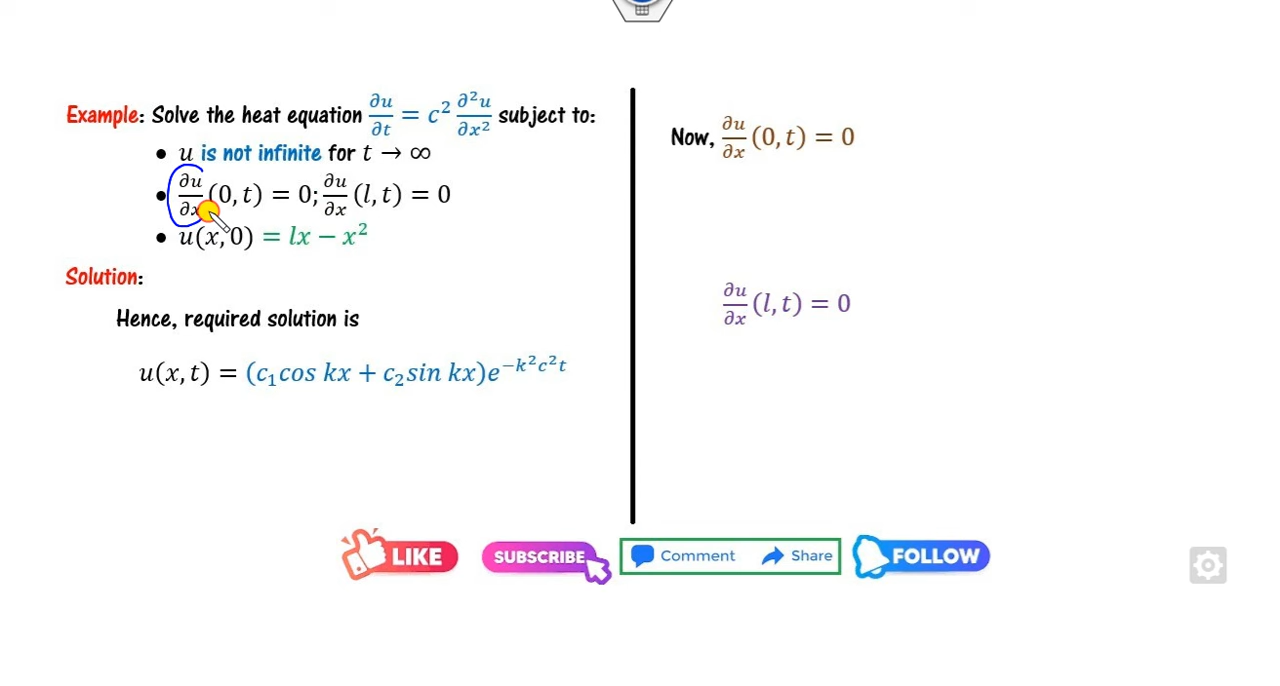 Example: Solve the heat equation ∂u/∂t = c² ∂²u/∂x² subject to:
• u is not infinite for t → ∞
• ∂u/∂x (0, t) = 0; ∂u/∂x (l, t) = 0
• u(x, 0) = lx − x²
Solution:
Hence, required solution is
u(x, t) = (c₁cos kx + c₂sin kx)e^(−k²c²t)
Now, ∂u/∂x (0, t) = 0
∂u/∂x (l, t) = 0
LIKE
SUBSCRIBE
Comment
Share
FOLLOW